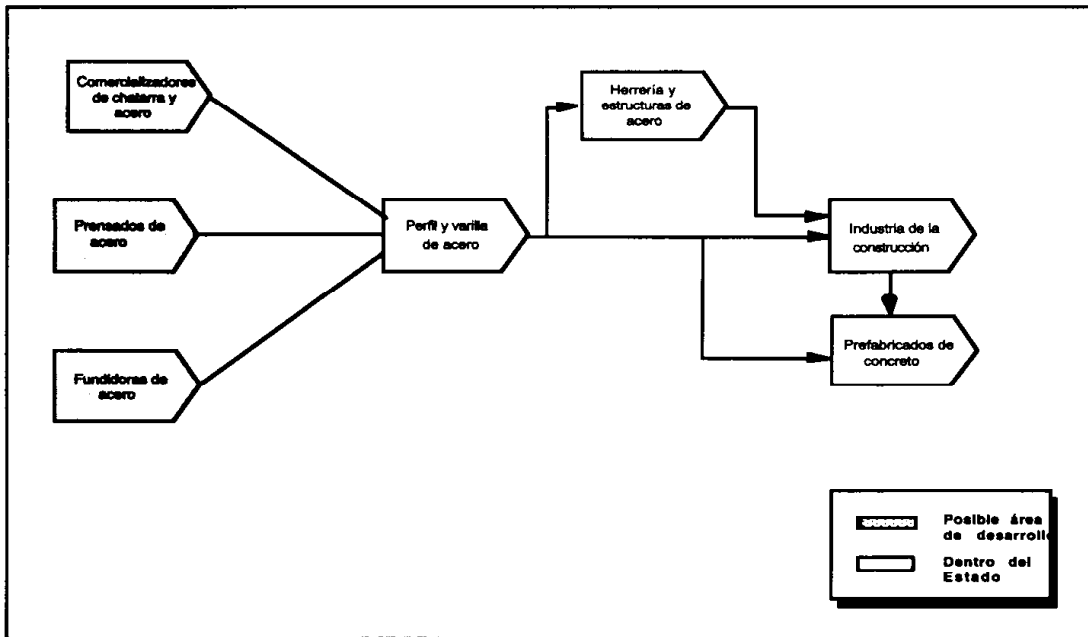 Comercializadores
de chatarra y
acero
Herrería y
estructuras de
acero
Prensados de
acero
Perfil y varilla
de acero
Industria de la
construcción
Fundidoras de
acero
Prefabricados de
concreto
Posible área
de desarrollo
Dentro del
Estado